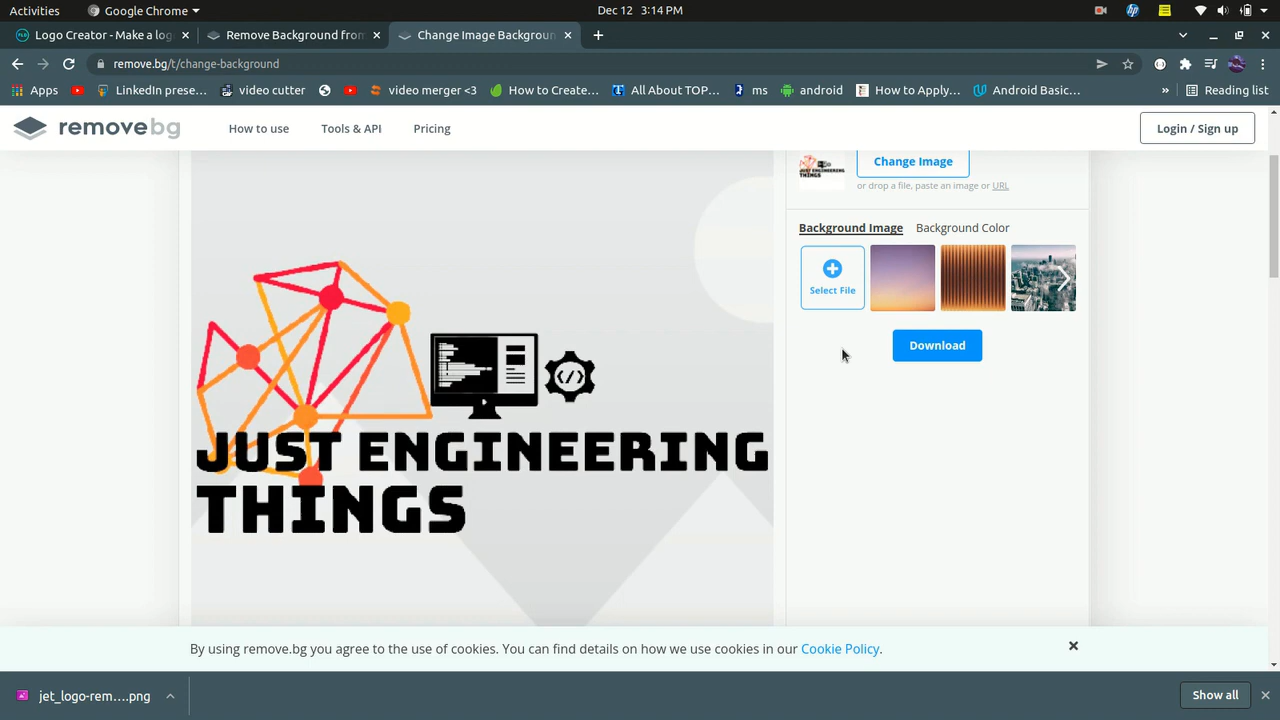 Activities
Google Chrome
Dec 12 3:14 PM
Logo Creator - Make a log
Remove Background from
Change Image Backgroun
remove.bg/t/change-background
Apps
LinkedIn prese...
video cutter
video merger <3
How to Create...
All About TOP...
ms
android
How to Apply,...
Android Basic...
»
Reading list
removebg
How to use
Tools & API
Pricing
Login / Sign up
Change Image
or drop a file, paste an image or URL
Background Image
Background Color
Select File
Download
JUST ENGINEERING
THINGS
JUST ENGINEERING
THINGS
By using remove.bg you agree to the use of cookies. You can find details on how we use cookies in our Cookie Policy.
jet_logo-rem....png
Show all